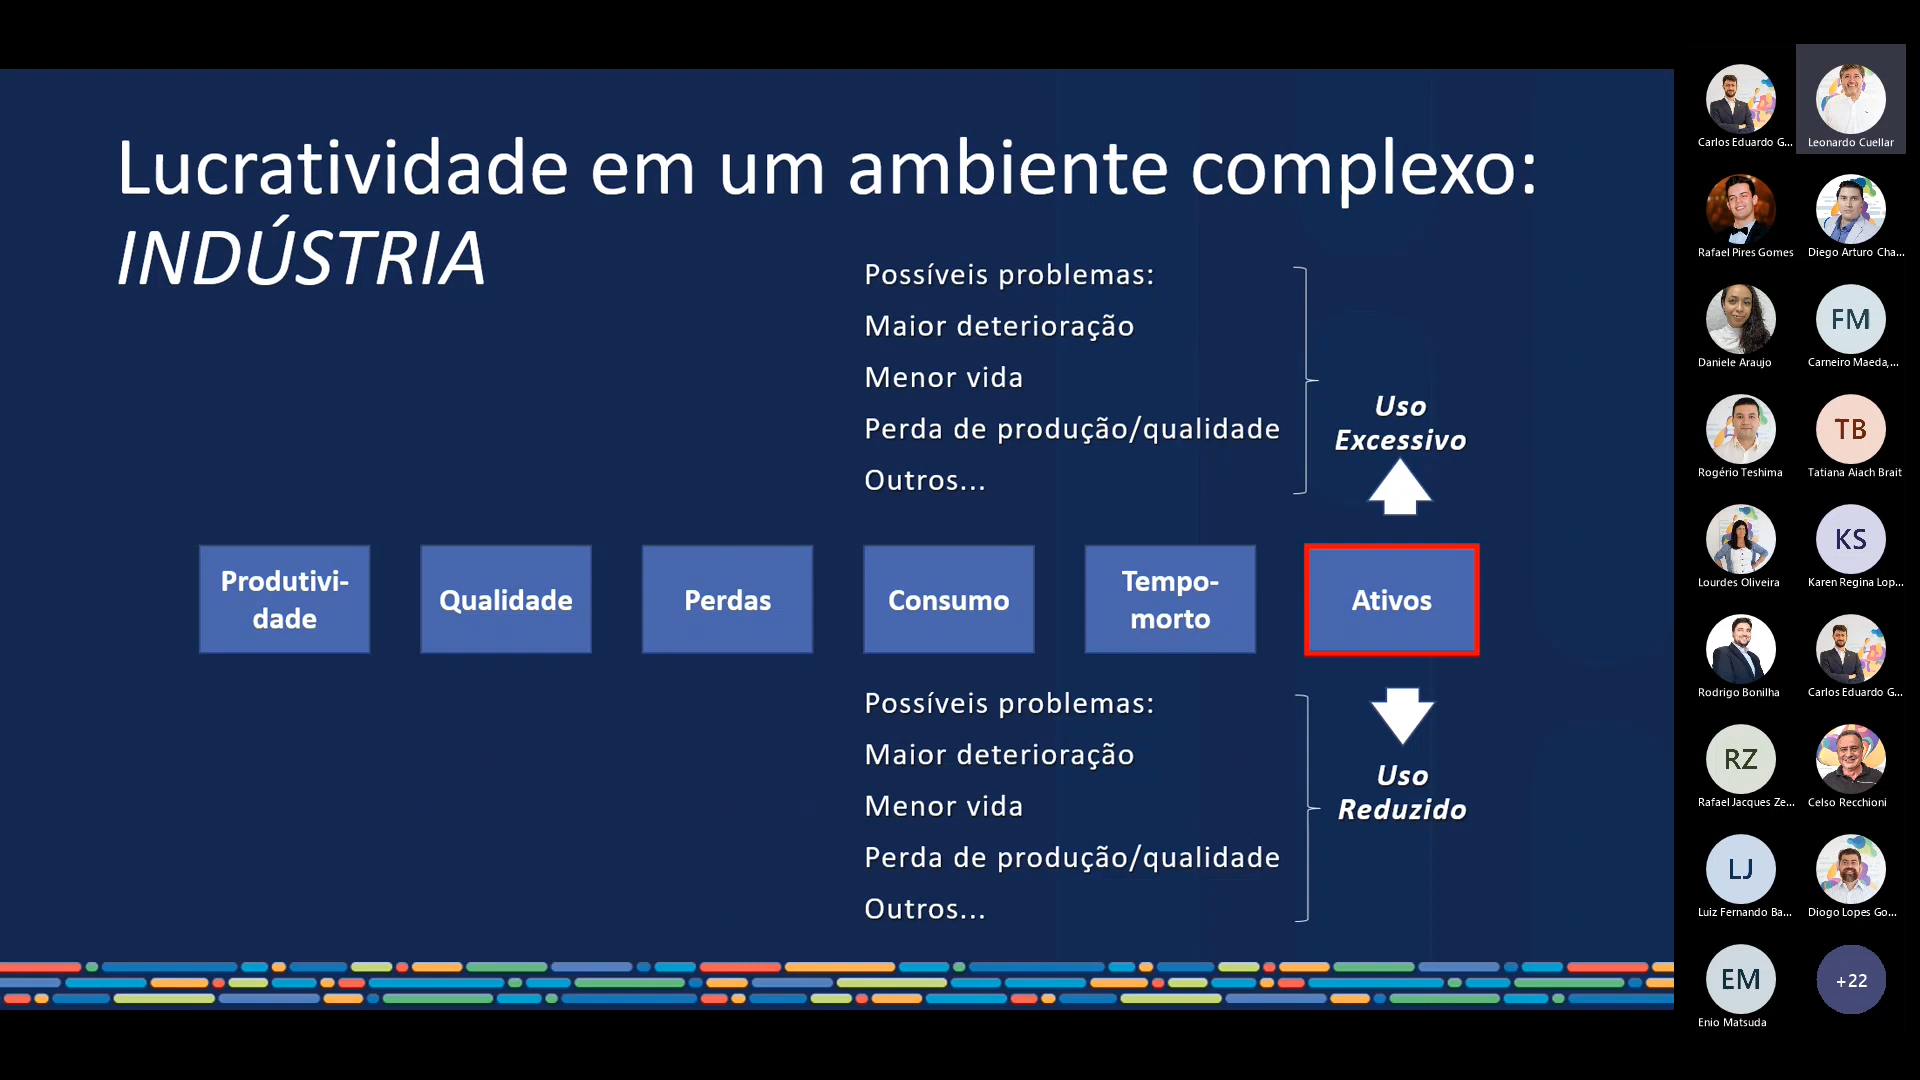 Lucratividade em um ambiente complexo:
INDÚSTRIA
Possíveis problemas:
Maior deterioração
Menor vida
Perda de produção/qualidade
Outros...
Uso
Excessivo
Produtivi-
dade
Qualidade
Perdas
Consumo
Tempo-
morto
Ativos
Possíveis problemas:
Maior deterioração
Menor vida
Perda de produção/qualidade
Outros...
Uso
Reduzido
Carlos Eduardo G...
Leonardo Cuellar
Rafael Pires Gomes
Diego Arturo Cha...
Daniele Araujo
FM
Carneiro Maeda,...
Rogério Teshima
TB
Tatiana Aiach Brait
Lourdes Oliveira
KS
Karen Regina Lop...
Rodrigo Bonilha
Carlos Eduardo G...
RZ
Rafael Jacques Ze...
Celso Recchioni
LJ
Luiz Fernando Ba...
Diogo Lopes Go...
EM
Enio Matsuda
+22